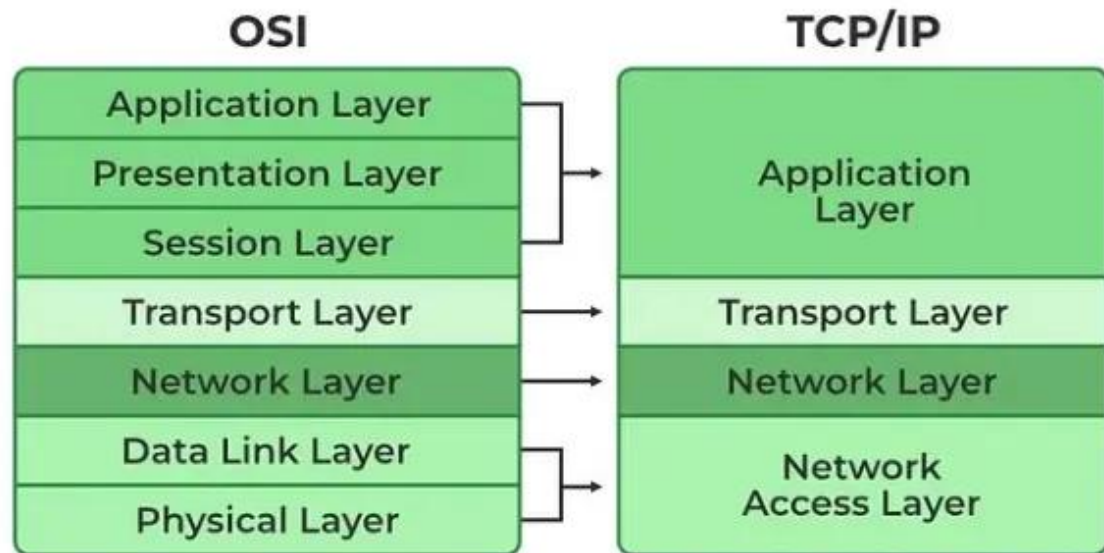 OSI
Application Layer
Presentation Layer
Session Layer
Transport Layer
Network Layer
Data Link Layer
Physical Layer
TCP/IP
Application
Layer
Transport Layer
Network Layer
Network
Access Layer